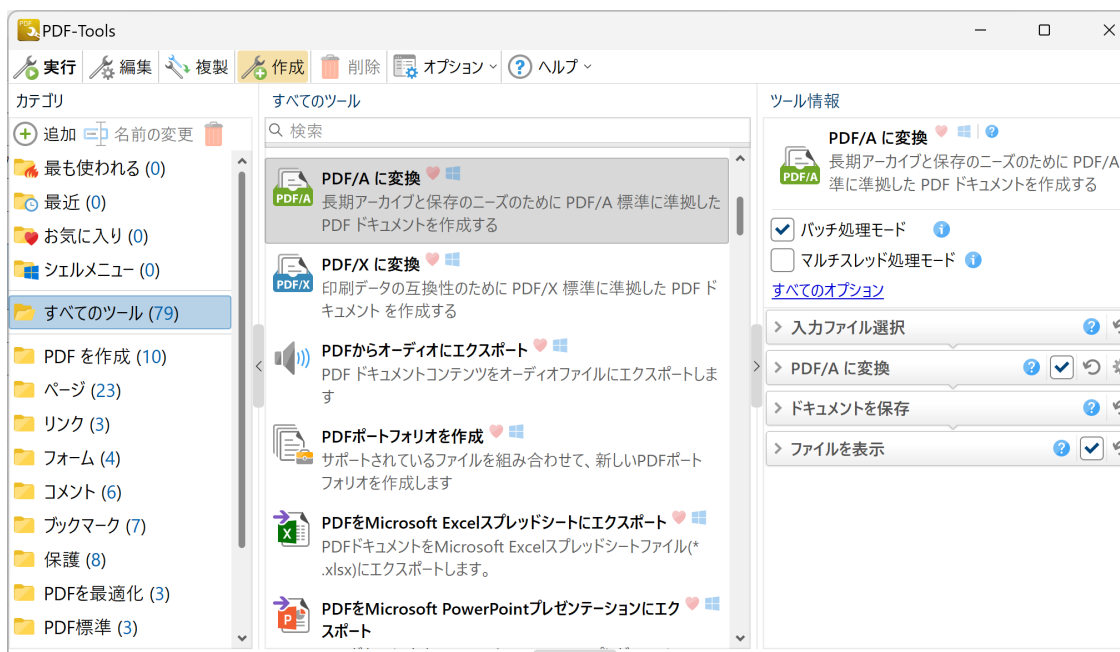 PDF-Tools
実行 編集 複製 作成 削除 オプション ヘルプ
カテゴリ
追加 名前の変更
最も使われる (0)
最近 (0)
お気に入り (0)
シェルメニュー (0)
すべてのツール (79)
PDF を作成 (10)
ページ (23)
リンク (3)
フォーム (4)
コメント (6)
ブックマーク (7)
保護 (8)
PDFを最適化 (3)
PDF標準 (3)
すべてのツール
検索
PDF/A に変換
PDF/A
長期アーカイブと保存のニーズのために PDF/A 標準に準拠した
PDF ドキュメントを作成する
PDF/X に変換
PDF/X
印刷データの互換性のために PDF/X 標準に準拠した PDF ド
キュメント を作成する
PDFからオーディオにエクスポート
PDF ドキュメントコンテンツをオーディオファイルにエクスポートしま
す
PDFポートフォリオを作成
サポートされているファイルを組み合わせて、新しいPDFポート
フォリオを作成します
PDFをMicrosoft Excelスプレッドシートにエクスポート
PDFドキュメントをMicrosoft Excelスプレッドシートファイル(*
.xlsx)にエクスポートします。
PDFをMicrosoft PowerPointプレゼンテーションにエク
スポート
ツール情報
PDF/A に変換
PDF/A
長期アーカイブと保存のニーズのために PDF/A
準に準拠した PDF ドキュメントを作成する
バッチ処理モード
マルチスレッド処理モード
すべてのオプション
入力ファイル選択
PDF/A に変換
ドキュメントを保存
ファイルを表示